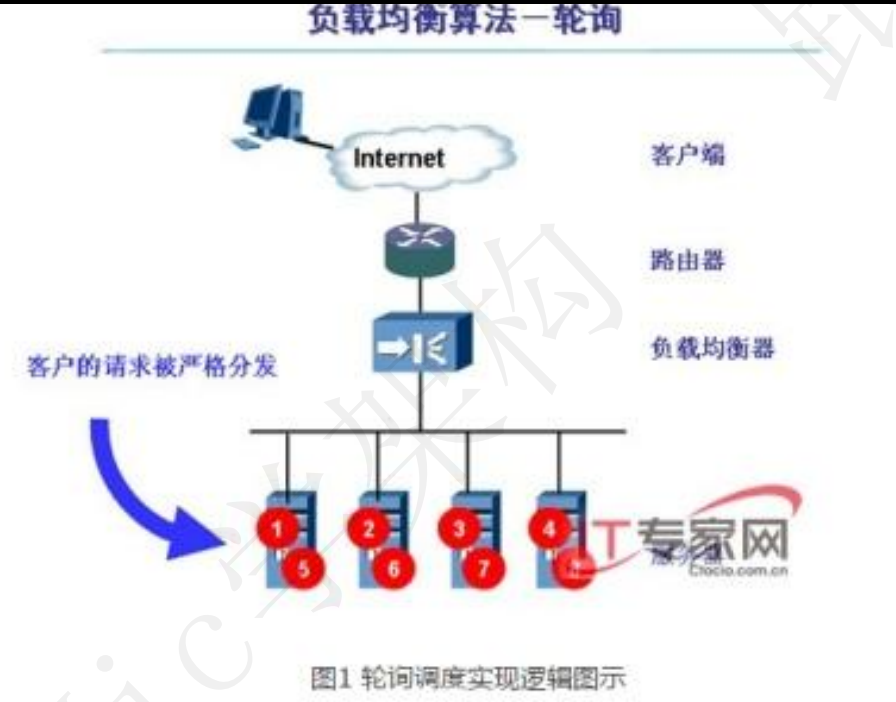 负载均衡算法－轮询
Internet
客户端
路由器
负载均衡器
客户的请求被严格分发
1
2
3
4
5
6
7
IT专家网
服务器
Ctocio.com.cn
图1 轮询调度实现逻辑图示
学架构